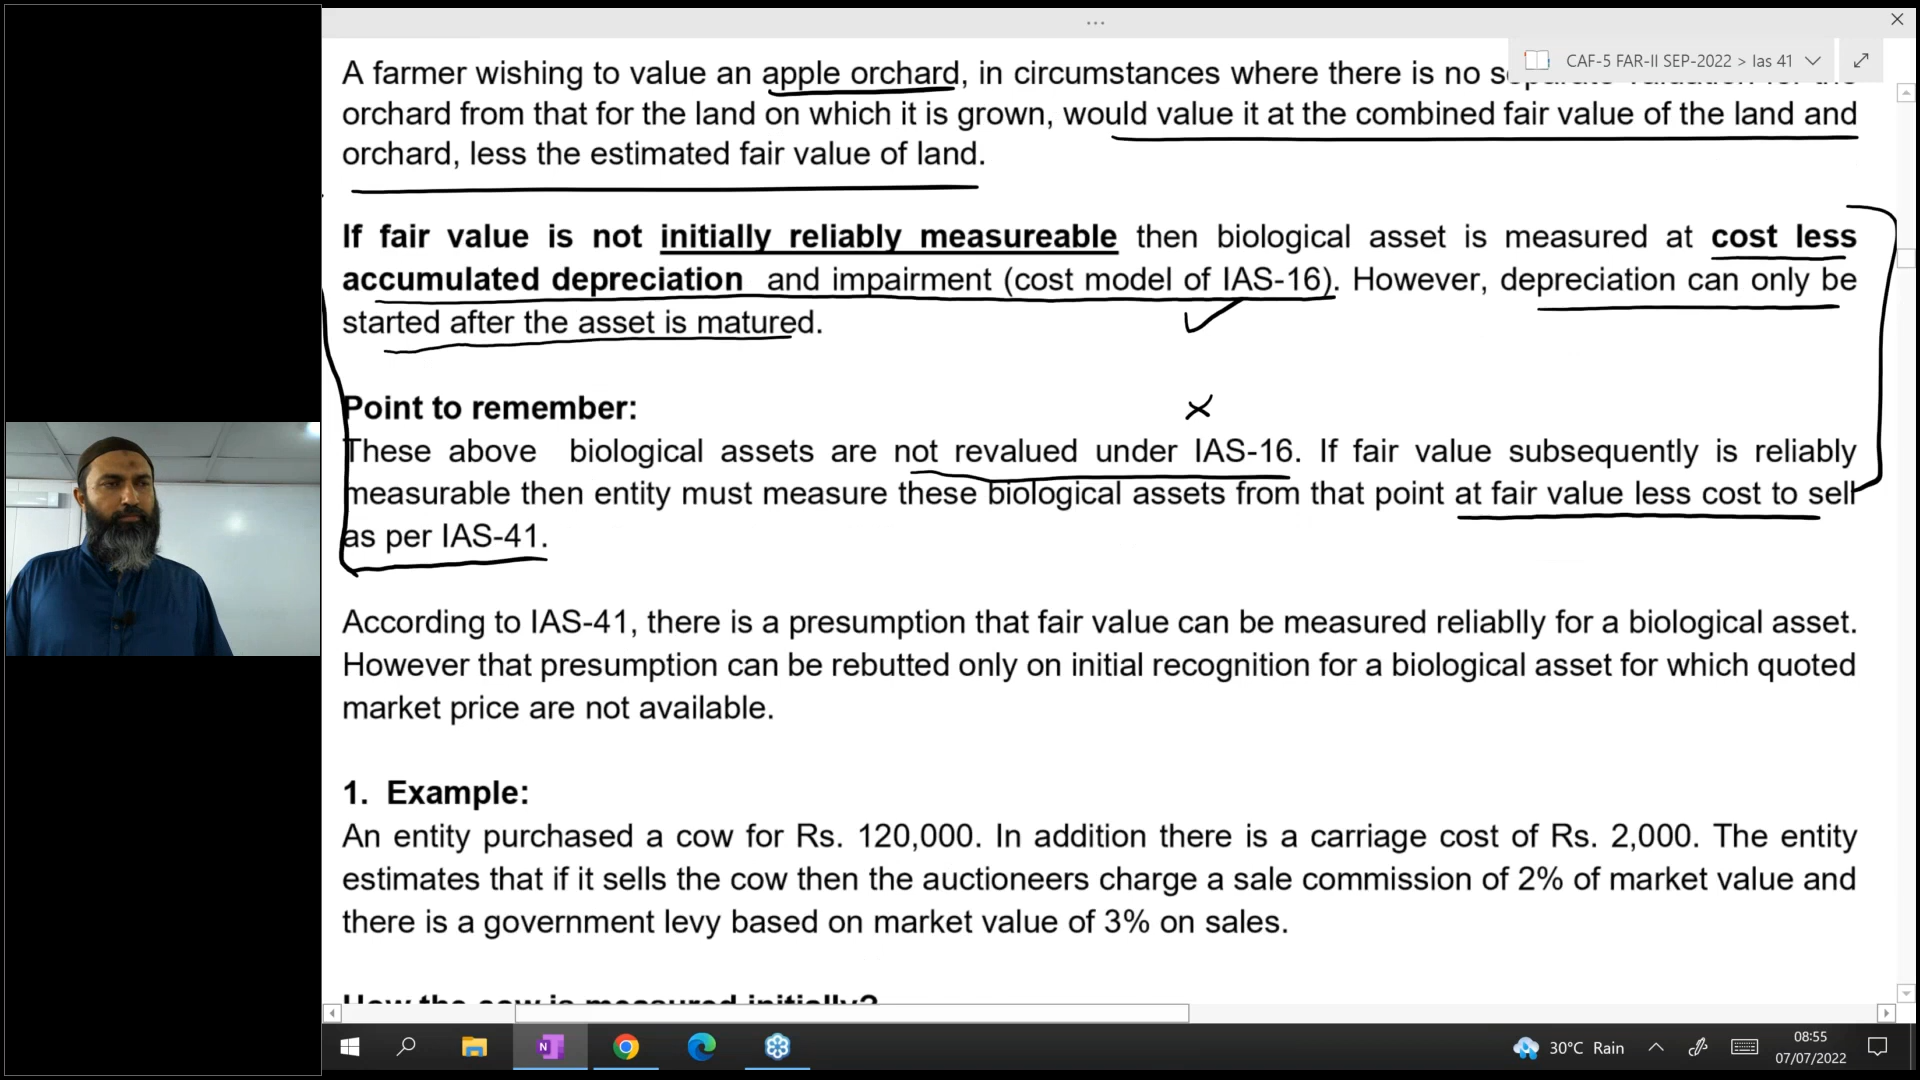 CAF-5 FAR-II SEP-2022 > Ias 41
A farmer wishing to value an apple orchard, in circumstances where there is no
orchard from that for the land on which it is grown, would value it at the combined fair value of the land and
orchard, less the estimated fair value of land.
If fair value is not initially reliably measureable then biological asset is measured at cost less
accumulated depreciation and impairment (cost model of IAS-16). However, depreciation can only be
started after the asset is matured.
Point to remember:
These above biological assets are not revalued under IAS-16. If fair value subsequently is reliably
measurable then entity must measure these biological assets from that point at fair value less cost to sell
as per IAS-41.
According to IAS-41, there is a presumption that fair value can be measured reliablly for a biological asset.
However that presumption can be rebutted only on initial recognition for a biological asset for which quoted
market price are not available.
1. Example:
An entity purchased a cow for Rs. 120,000. In addition there is a carriage cost of Rs. 2,000. The entity
estimates that if it sells the cow then the auctioneers charge a sale commission of 2% of market value and
there is a government levy based on market value of 3% on sales.
How the cow is measured initially?
30°C Rain
08:55
07/07/2022